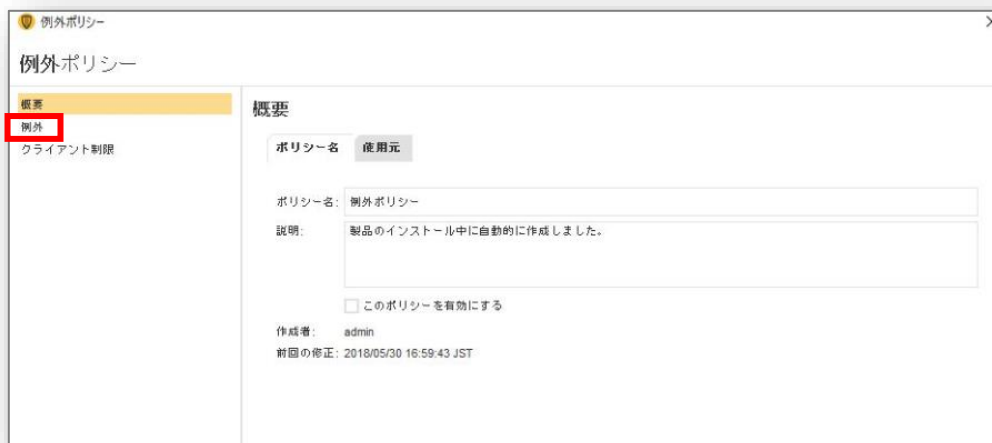 例外ポリシー
例外ポリシー
概要
例外
クライアント制限
概要
ポリシー名 使用元
ポリシー名: 例外ポリシー
説明: 製品のインストール中に自動的に作成しました。
このポリシーを有効にする
作成者: admin
前回の修正: 2018/05/30 16:59:43 JST